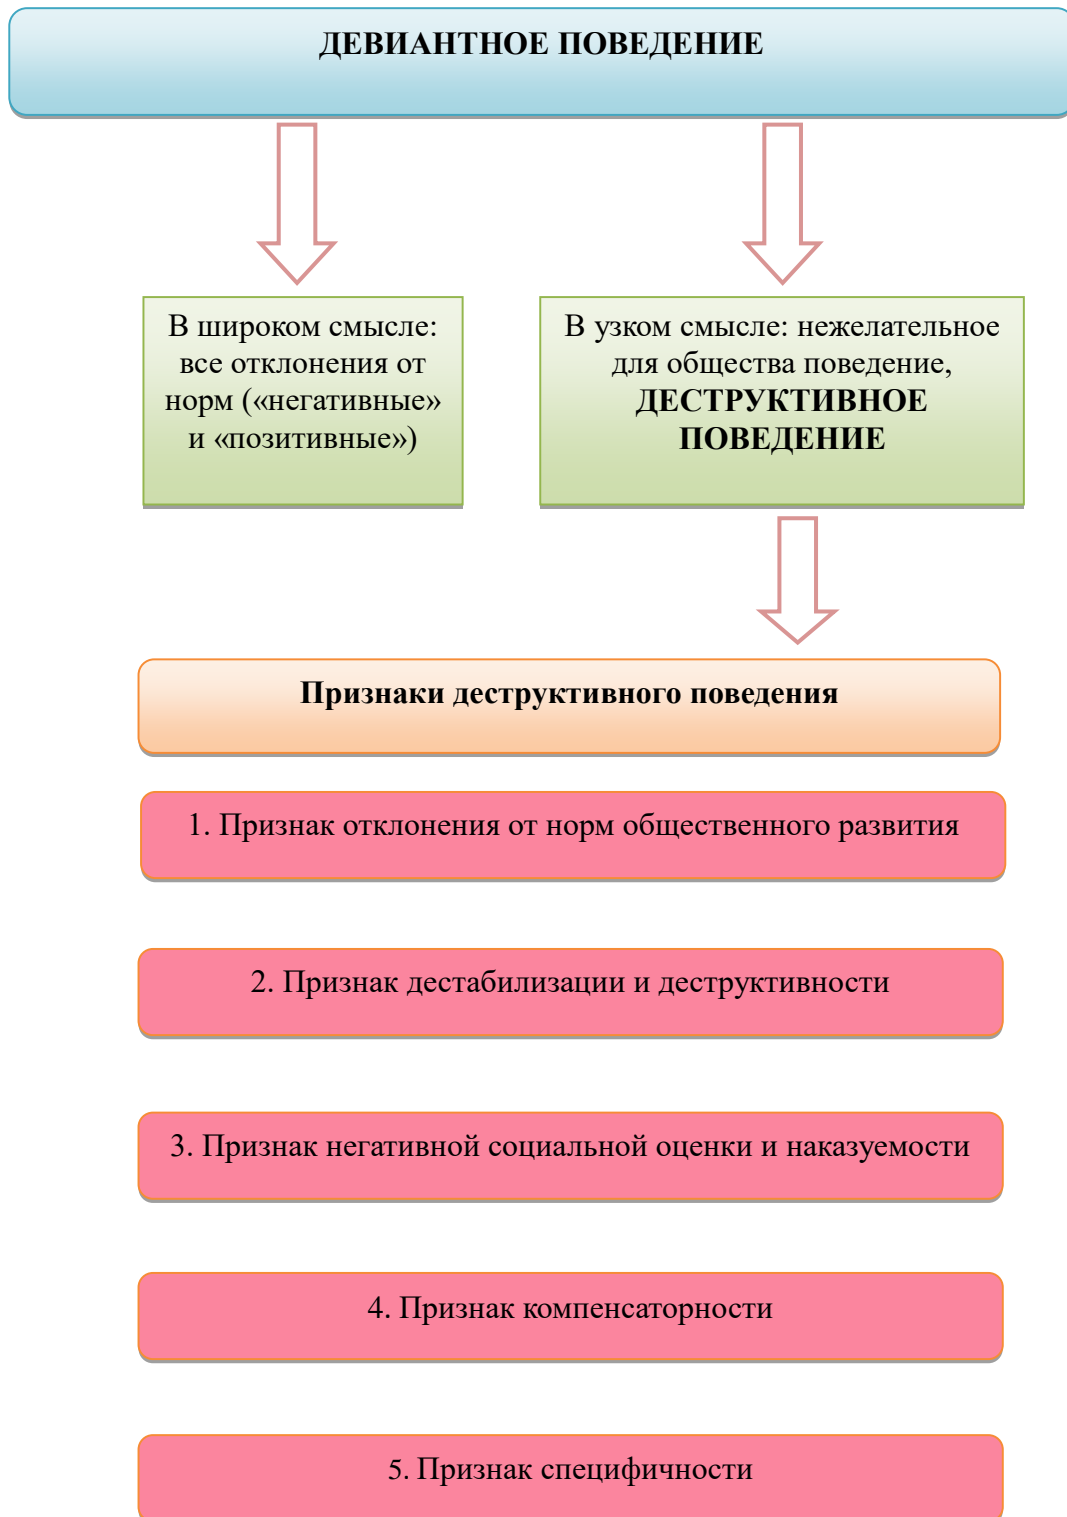 ДЕВИАНТНОЕ ПОВЕДЕНИЕ
В широком смысле:
все отклонения от
норм («негативные»
и «позитивные»)
В узком смысле: нежелательное
для общества поведение,
ДЕСТРУКТИВНОЕ
ПОВЕДЕНИЕ
Признаки деструктивного поведения
1. Признак отклонения от норм общественного развития
2. Признак дестабилизации и деструктивности
3. Признак негативной социальной оценки и наказуемости
4. Признак компенсаторности
5. Признак специфичности